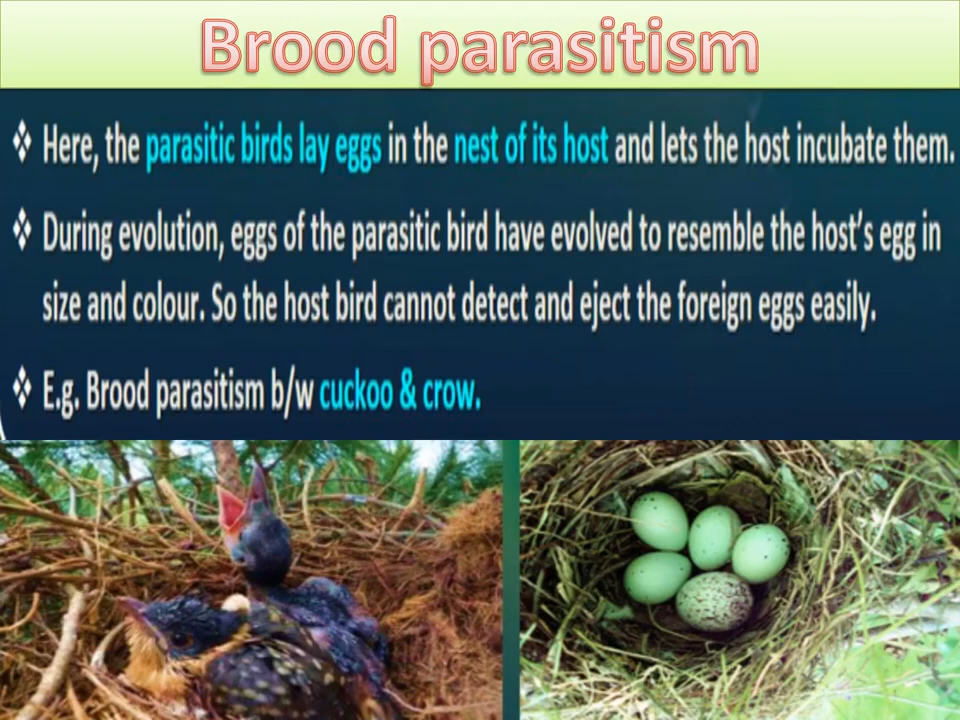 Brood parasitism
❖ Here, the parasitic birds lay eggs in the nest of its host and lets the host incubate them.
❖ During evolution, eggs of the parasitic bird have evolved to resemble the host's egg in
size and colour. So the host bird cannot detect and eject the foreign eggs easily.
❖ E.g. Brood parasitism b/w cuckoo & crow.